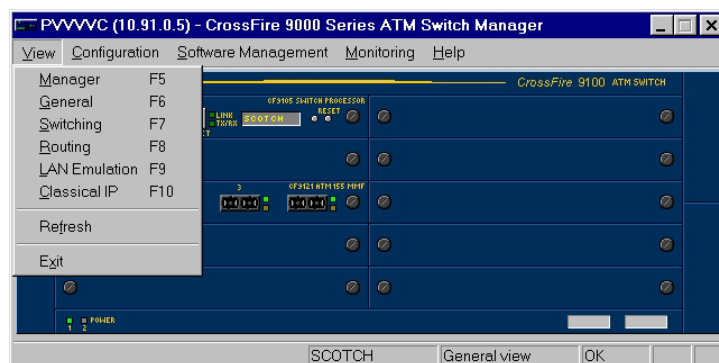 PVVVVC (10.91.0.5) - CrossFire 9000 Series ATM Switch Manager
View Configuration Software Management Monitoring Help
Manager F5
General F6
Switching F7
Routing F8
LAN Emulation F9
Classical IP F10
Refresh
Exit
CrossFire 9100 ATM SWITCH
CF9105 SWITCH PROCESSOR
LINK
TX/RX
SCOTCH
RESET
3
CF9121 ATM 155 MMF
POWER
1 2
SCOTCH General view OK